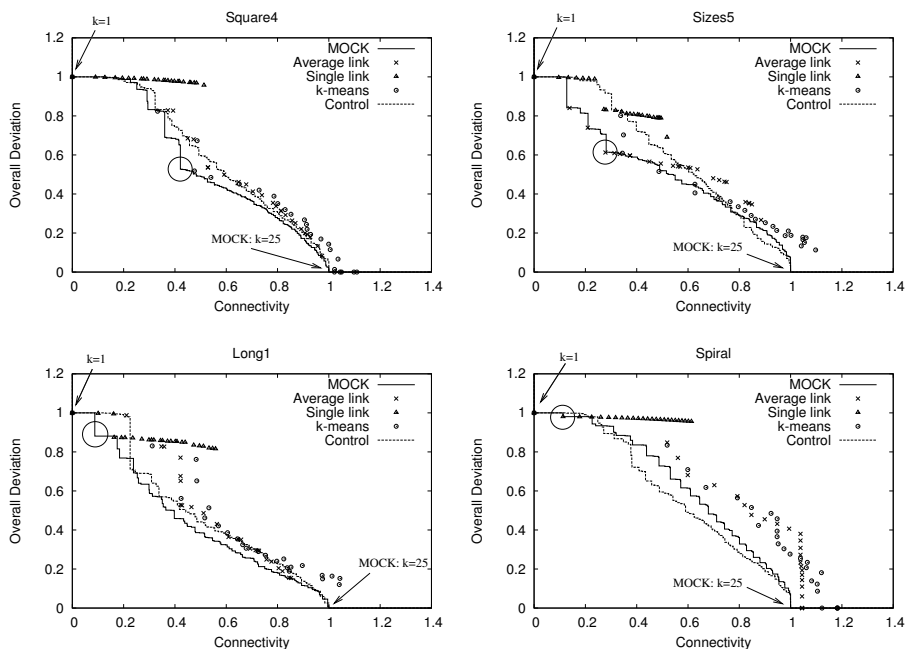 Square4
k=1
1.2
1
0.8
0.6
0.4
0.2
0
Overall Deviation
MOCK
Average link
Single link
k-means
Control
MOCK: k=25
0 0.2 0.4 0.6 0.8 1 1.2 1.4
Connectivity
Sizes5
k=1
1.2
1
0.8
0.6
0.4
0.2
0
Overall Deviation
MOCK
Average link
Single link
k-means
Control
MOCK: k=25
0 0.2 0.4 0.6 0.8 1 1.2 1.4
Connectivity
Long1
k=1
1.2
1
0.8
0.6
0.4
0.2
0
Overall Deviation
MOCK
Average link
Single link
k-means
Control
MOCK: k=25
0 0.2 0.4 0.6 0.8 1 1.2 1.4
Connectivity
Spiral
k=1
1.2
1
0.8
0.6
0.4
0.2
0
Overall Deviation
MOCK
Average link
Single link
k-means
Control
MOCK: k=25
0 0.2 0.4 0.6 0.8 1 1.2 1.4
Connectivity